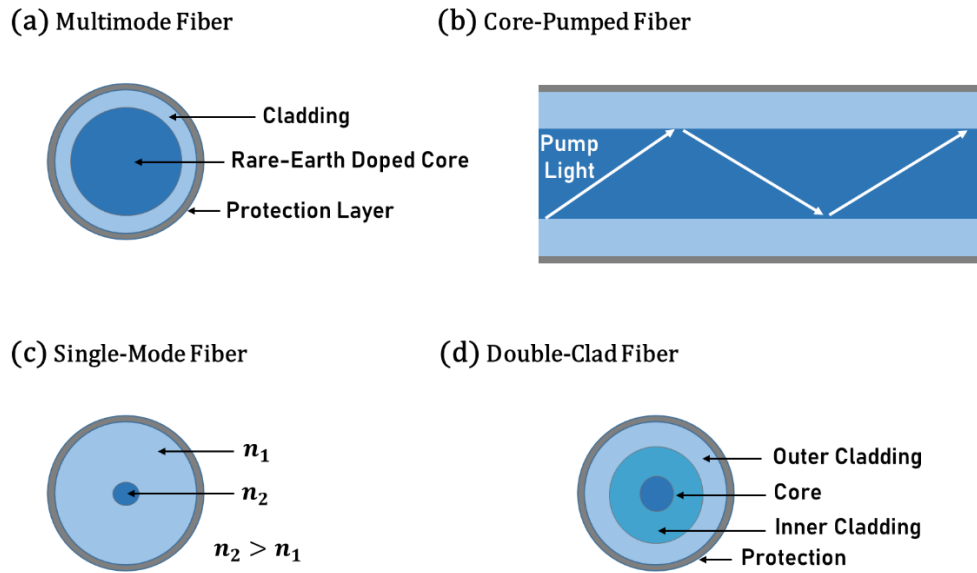 (a) Multimode Fiber
(b) Core-Pumped Fiber
Cladding
Rare-Earth Doped Core
Protection Layer
Pump
Light
(c) Single-Mode Fiber
(d) Double-Clad Fiber
n₁
n₂
n₂ > n₁
Outer Cladding
Core
Inner Cladding
Protection